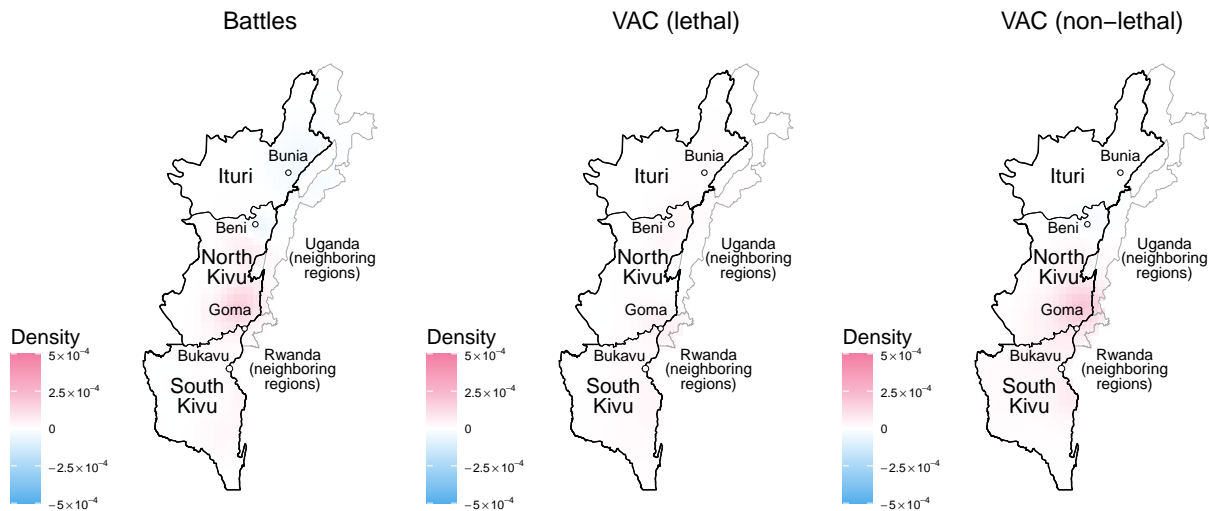 Battles
Bunia
Ituri
Beni
North
Kivu
Uganda
(neighboring
regions)
Goma
Density
5×10⁻⁴
2.5×10⁻⁴
0
−2.5×10⁻⁴
−5×10⁻⁴
Bukavu
Rwanda
(neighboring
regions)
South
Kivu
VAC (lethal)
Bunia
Ituri
Beni
North
Kivu
Uganda
(neighboring
regions)
Goma
Density
5×10⁻⁴
2.5×10⁻⁴
0
−2.5×10⁻⁴
−5×10⁻⁴
Bukavu
Rwanda
(neighboring
regions)
South
Kivu
VAC (non−lethal)
Bunia
Ituri
Beni
North
Kivu
Uganda
(neighboring
regions)
Goma
Density
5×10⁻⁴
2.5×10⁻⁴
0
−2.5×10⁻⁴
−5×10⁻⁴
Bukavu
Rwanda
(neighboring
regions)
South
Kivu